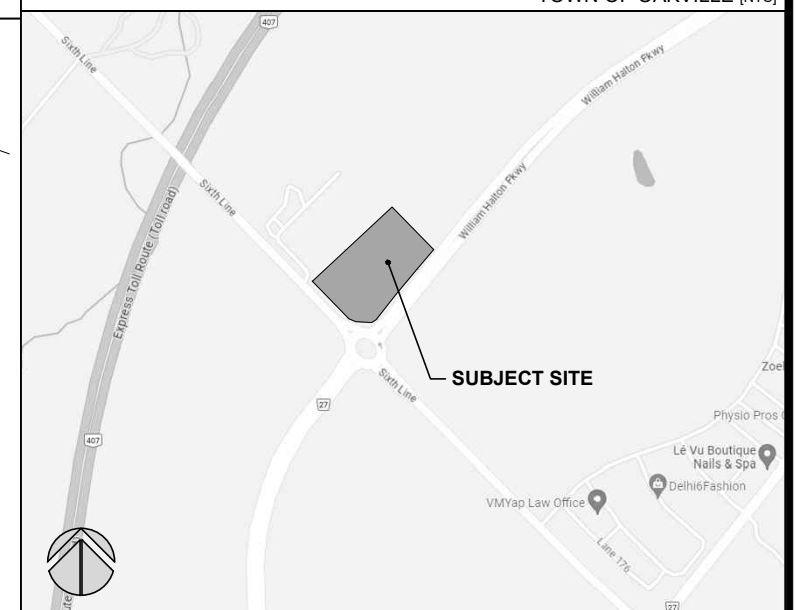 TOWN OF OAKVILLE [NTS]
407
Sixth Line
William Halton Pkwy
Sixth Line
William Halton Pkwy
Express Toll Route (Toll road)
SUBJECT SITE
Sixth Line
27
407
Physio Pros
Lé Vu Boutique
Nails & Spa
Delhi6Fashion
VMYap Law Office
Lane 176
27